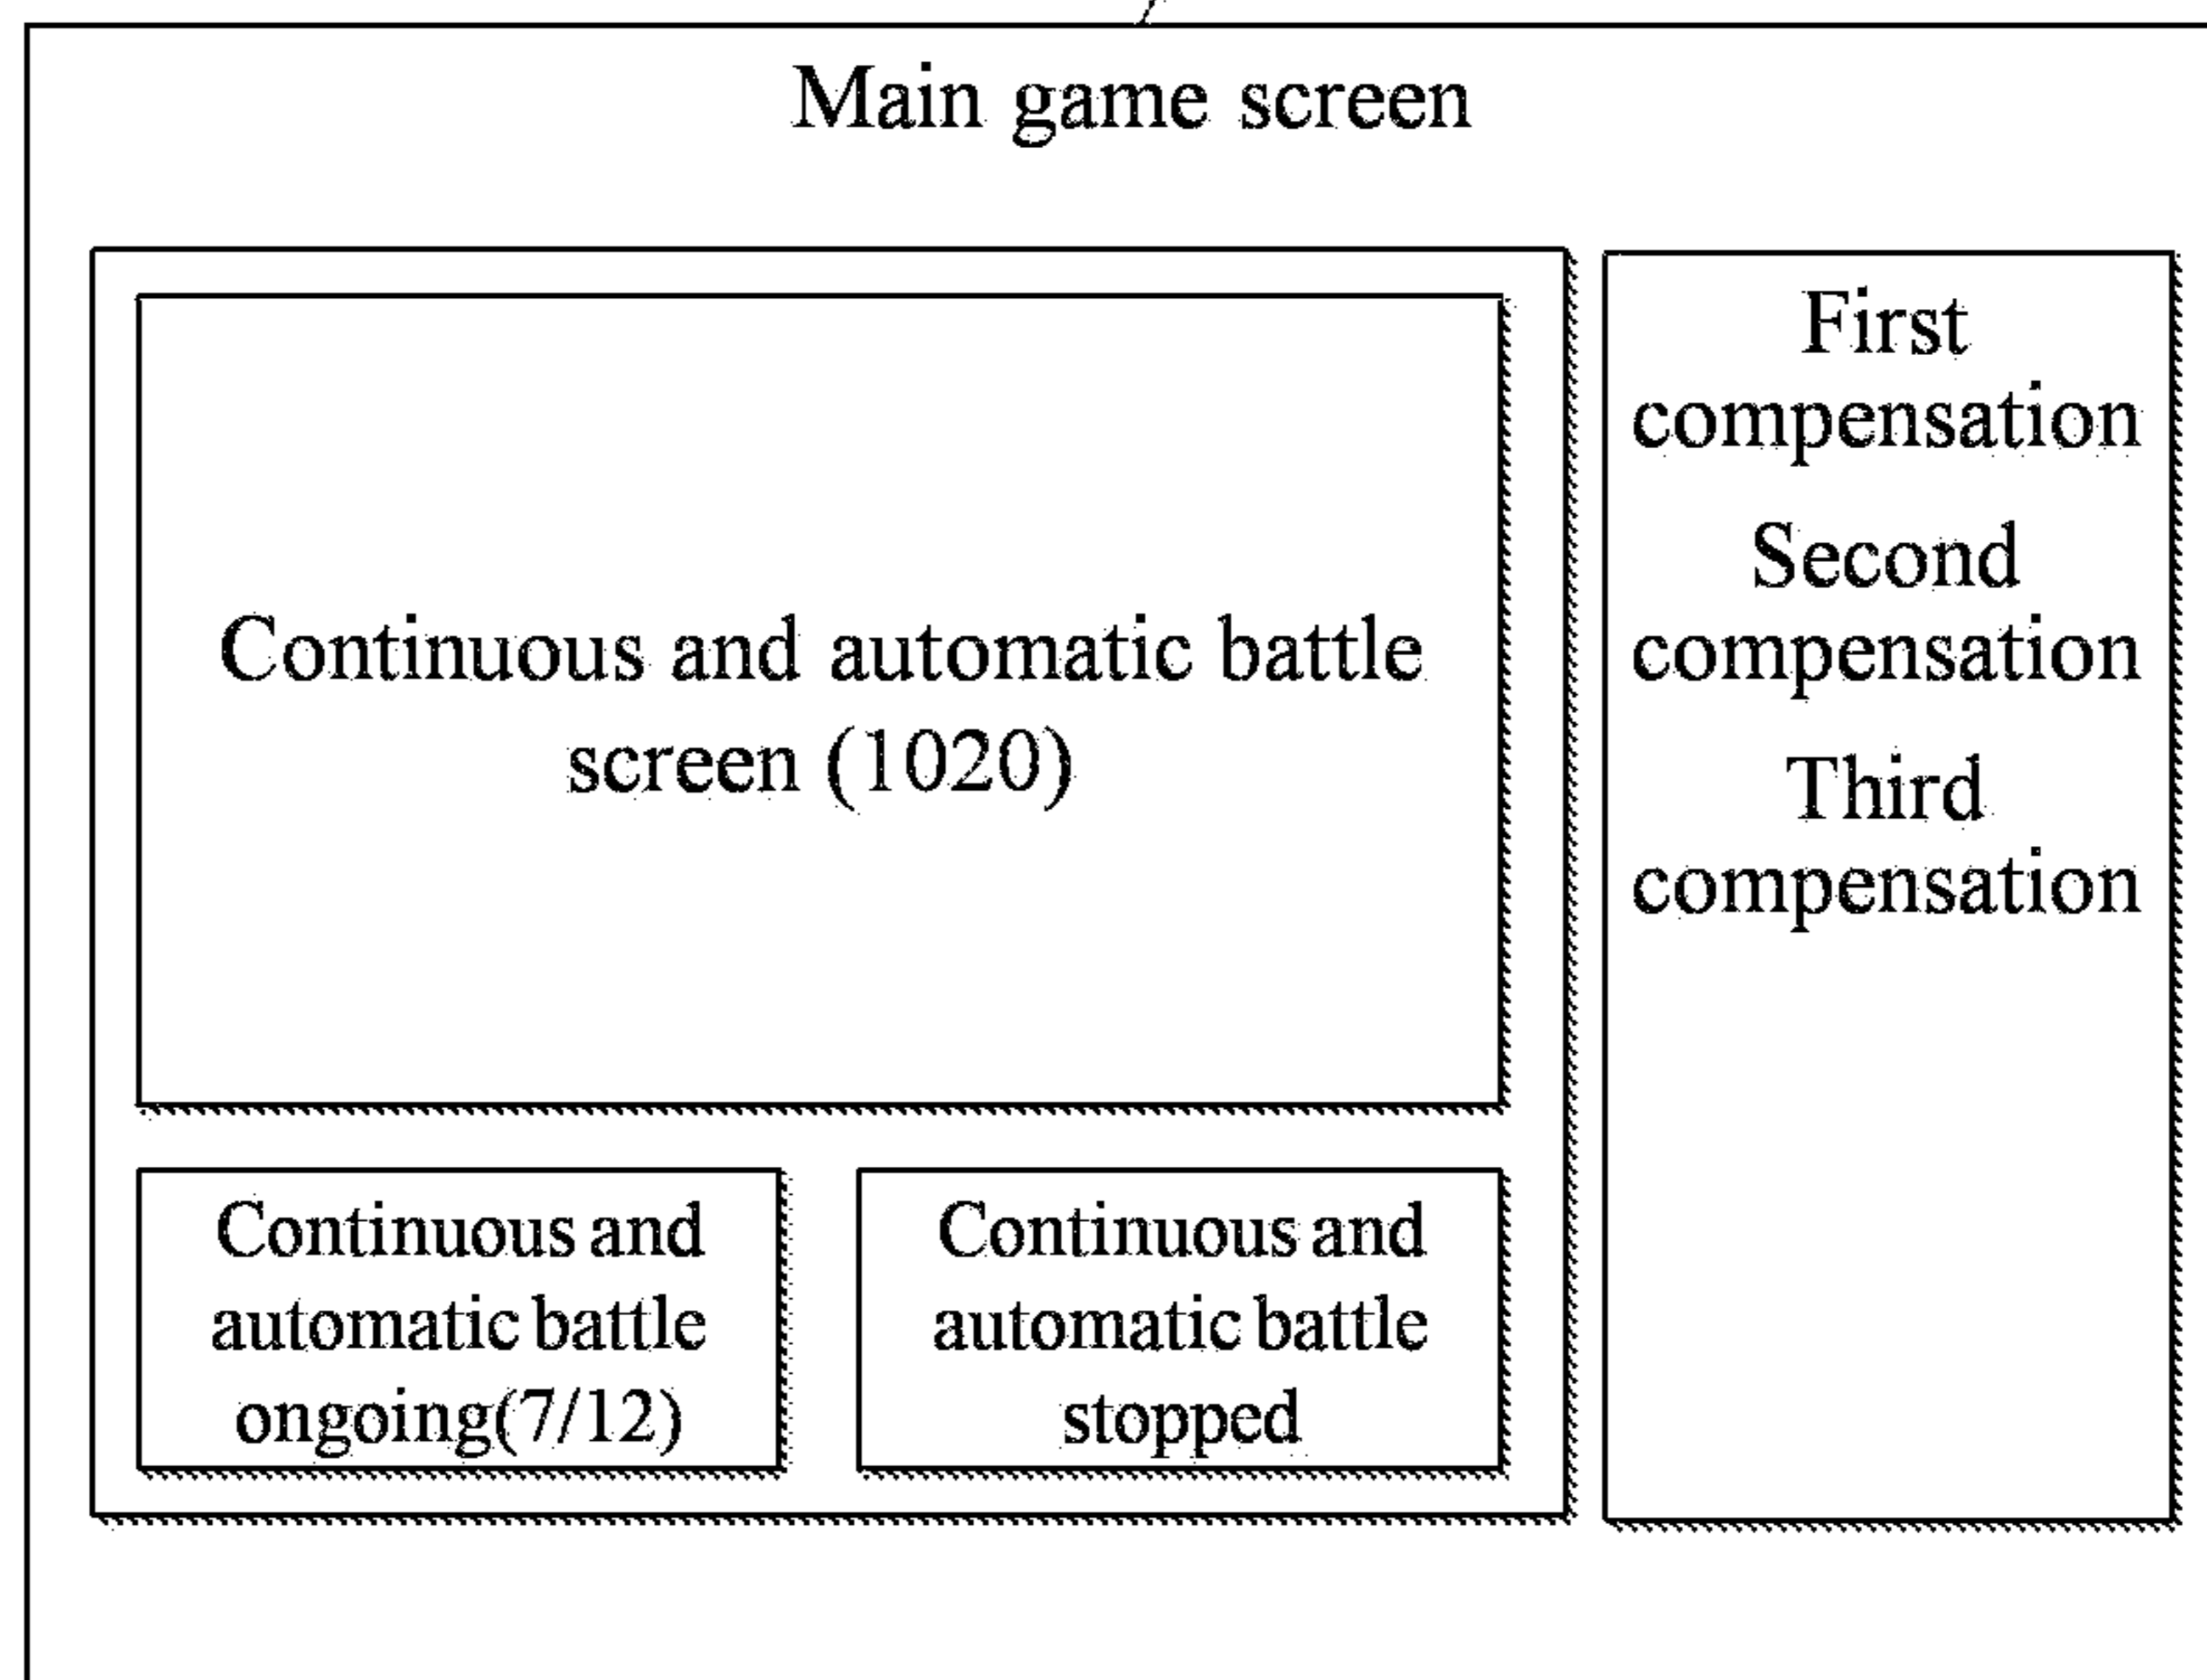 Main game screen
Continuous and automatic battle
screen (1020)
Continuous and
automatic battle
ongoing(7/12)
Continuous and
automatic battle
stopped
First
compensation
Second
compensation
Third
compensation